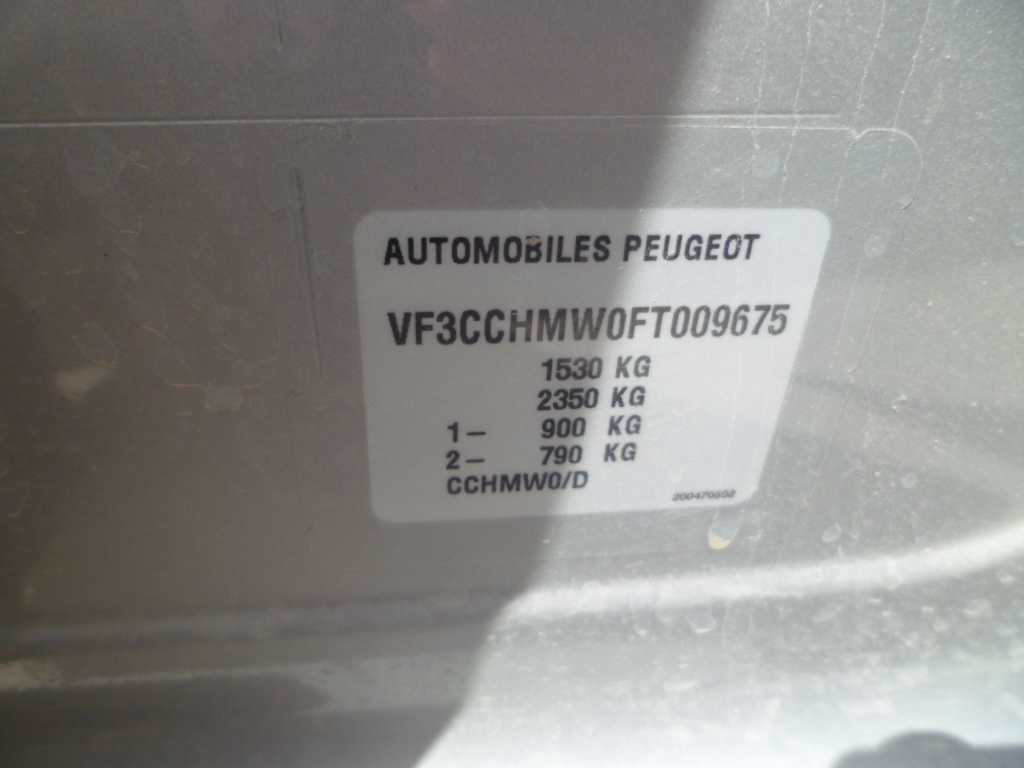 AUTOMOBILES PEUGEOT
VF3CCHMW0FT009675
1530 KG
2350 KG
1– 900 KG
2– 790 KG
CCHMW0/D